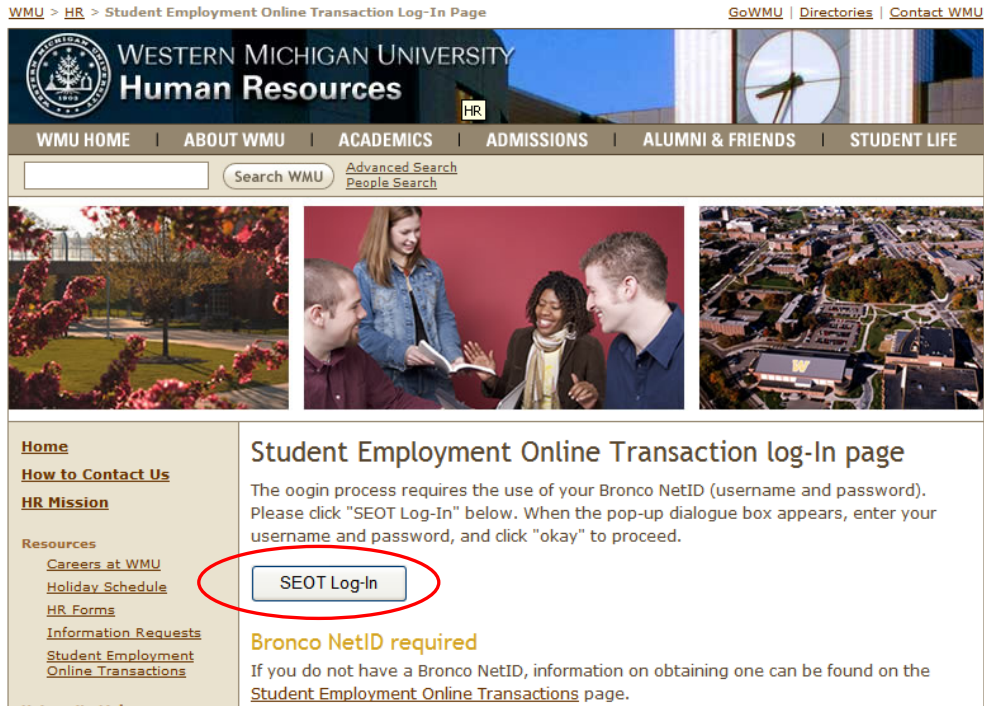 WMU > HR > Student Employment Online Transaction Log-In Page
GoWMU | Directories | Contact WMU
WESTERN MICHIGAN UNIVERSITY
Human Resources
HR
WMU HOME | ABOUT WMU | ACADEMICS | ADMISSIONS | ALUMNI & FRIENDS | STUDENT LIFE
Search WMU
Advanced Search
People Search
W
Home
How to Contact Us
HR Mission
Resources
Careers at WMU
Holiday Schedule
HR Forms
Information Requests
Student Employment
Online Transactions
Student Employment Online Transaction log-In page
The oogin process requires the use of your Bronco NetID (username and password).
Please click "SEOT Log-In" below. When the pop-up dialogue box appears, enter your
username and password, and click "okay" to proceed.
SEOT Log-In
Bronco NetID required
If you do not have a Bronco NetID, information on obtaining one can be found on the
Student Employment Online Transactions page.